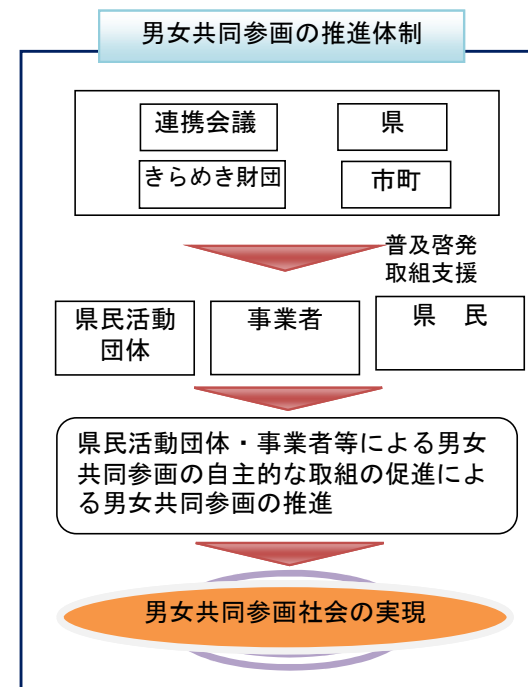 男女共同参画の推進体制
連携会議
県
きらめき財団
市町
普及啓発
取組支援
県民活動
団体
事業者
県　民
県民活動団体・事業者等による男女
共同参画の自主的な取組の促進によ
る男女共同参画の推進
男女共同参画社会の実現